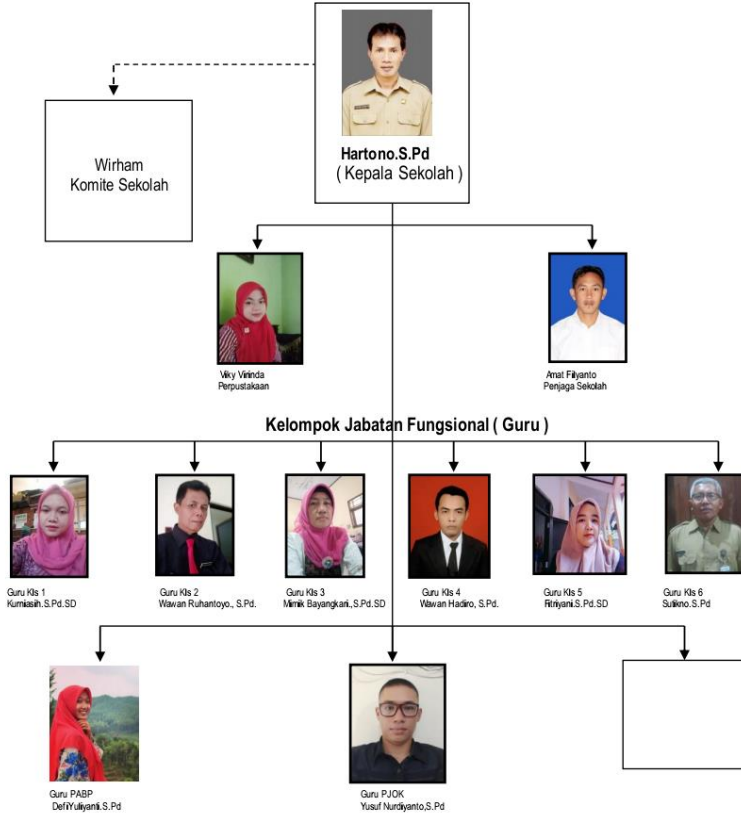 Hartono.S.Pd
( Kepala Sekolah )
Wirham
Komite Sekolah
Viky Virinda
Perpustakaan
Amat Filyanto
Penjaga Sekolah
Kelompok Jabatan Fungsional ( Guru )
Guru Kls 1
Kurniasih.S.Pd.SD
Guru Kls 2
Wawan Ruhantoyo., S.Pd.
Guru Kls 3
Mimik Bayangkari., S.Pd.SD
Guru Kls 4
Wawan Hadiro, S.Pd.
Guru Kls 5
Fitriyani.S.Pd.SD
Guru Kls 6
Sutikno.S.Pd
Guru PABP
Defi Yuliyanti.S.Pd
Guru PJOK
Yusuf Nurdiyanto,S.Pd